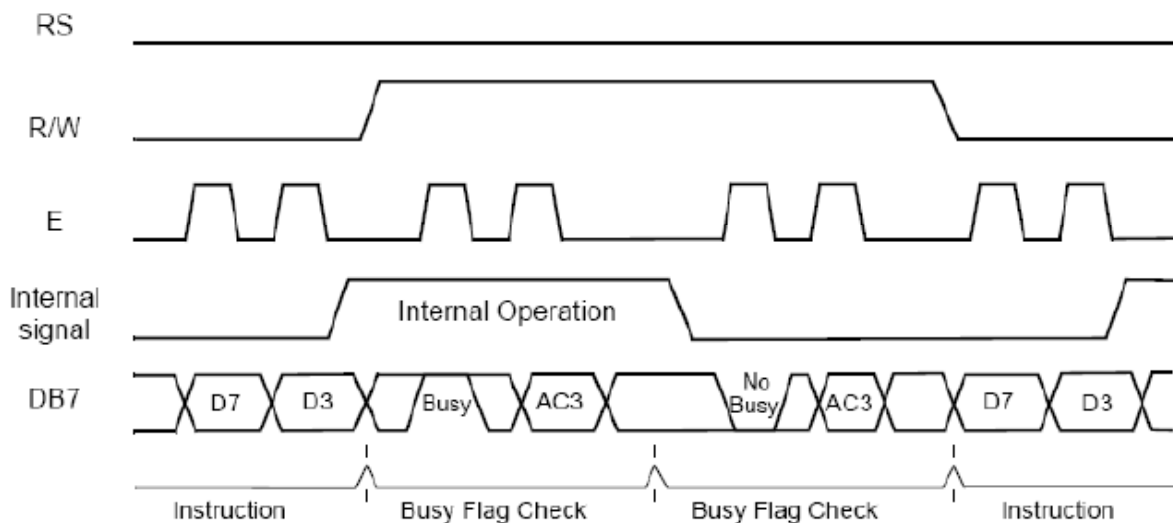 RS
R/W
E
Internal
signal
Internal Operation
DB7
D7
D3
Busy
AC3
No
Busy
AC3
D7
D3
Instruction
Busy Flag Check
Busy Flag Check
Instruction